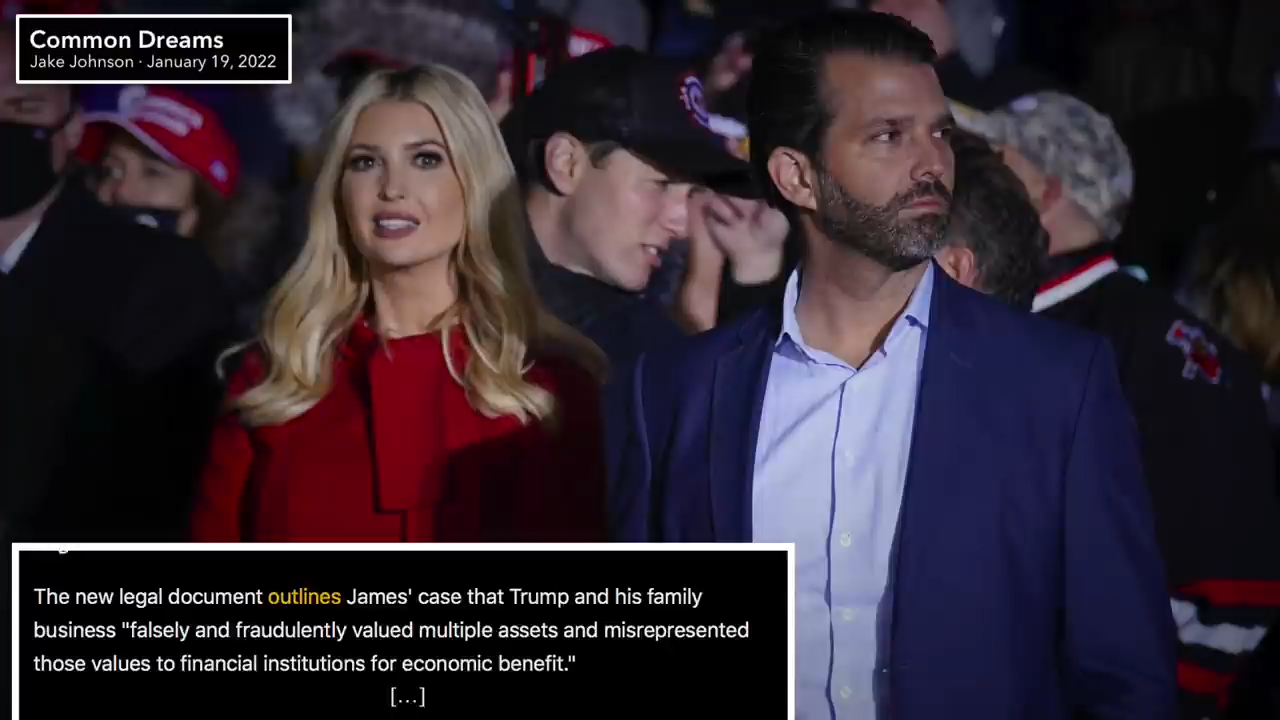 Common Dreams
Jake Johnson · January 19, 2022
The new legal document outlines James' case that Trump and his family
business "falsely and fraudulently valued multiple assets and misrepresented
those values to financial institutions for economic benefit."
[...]